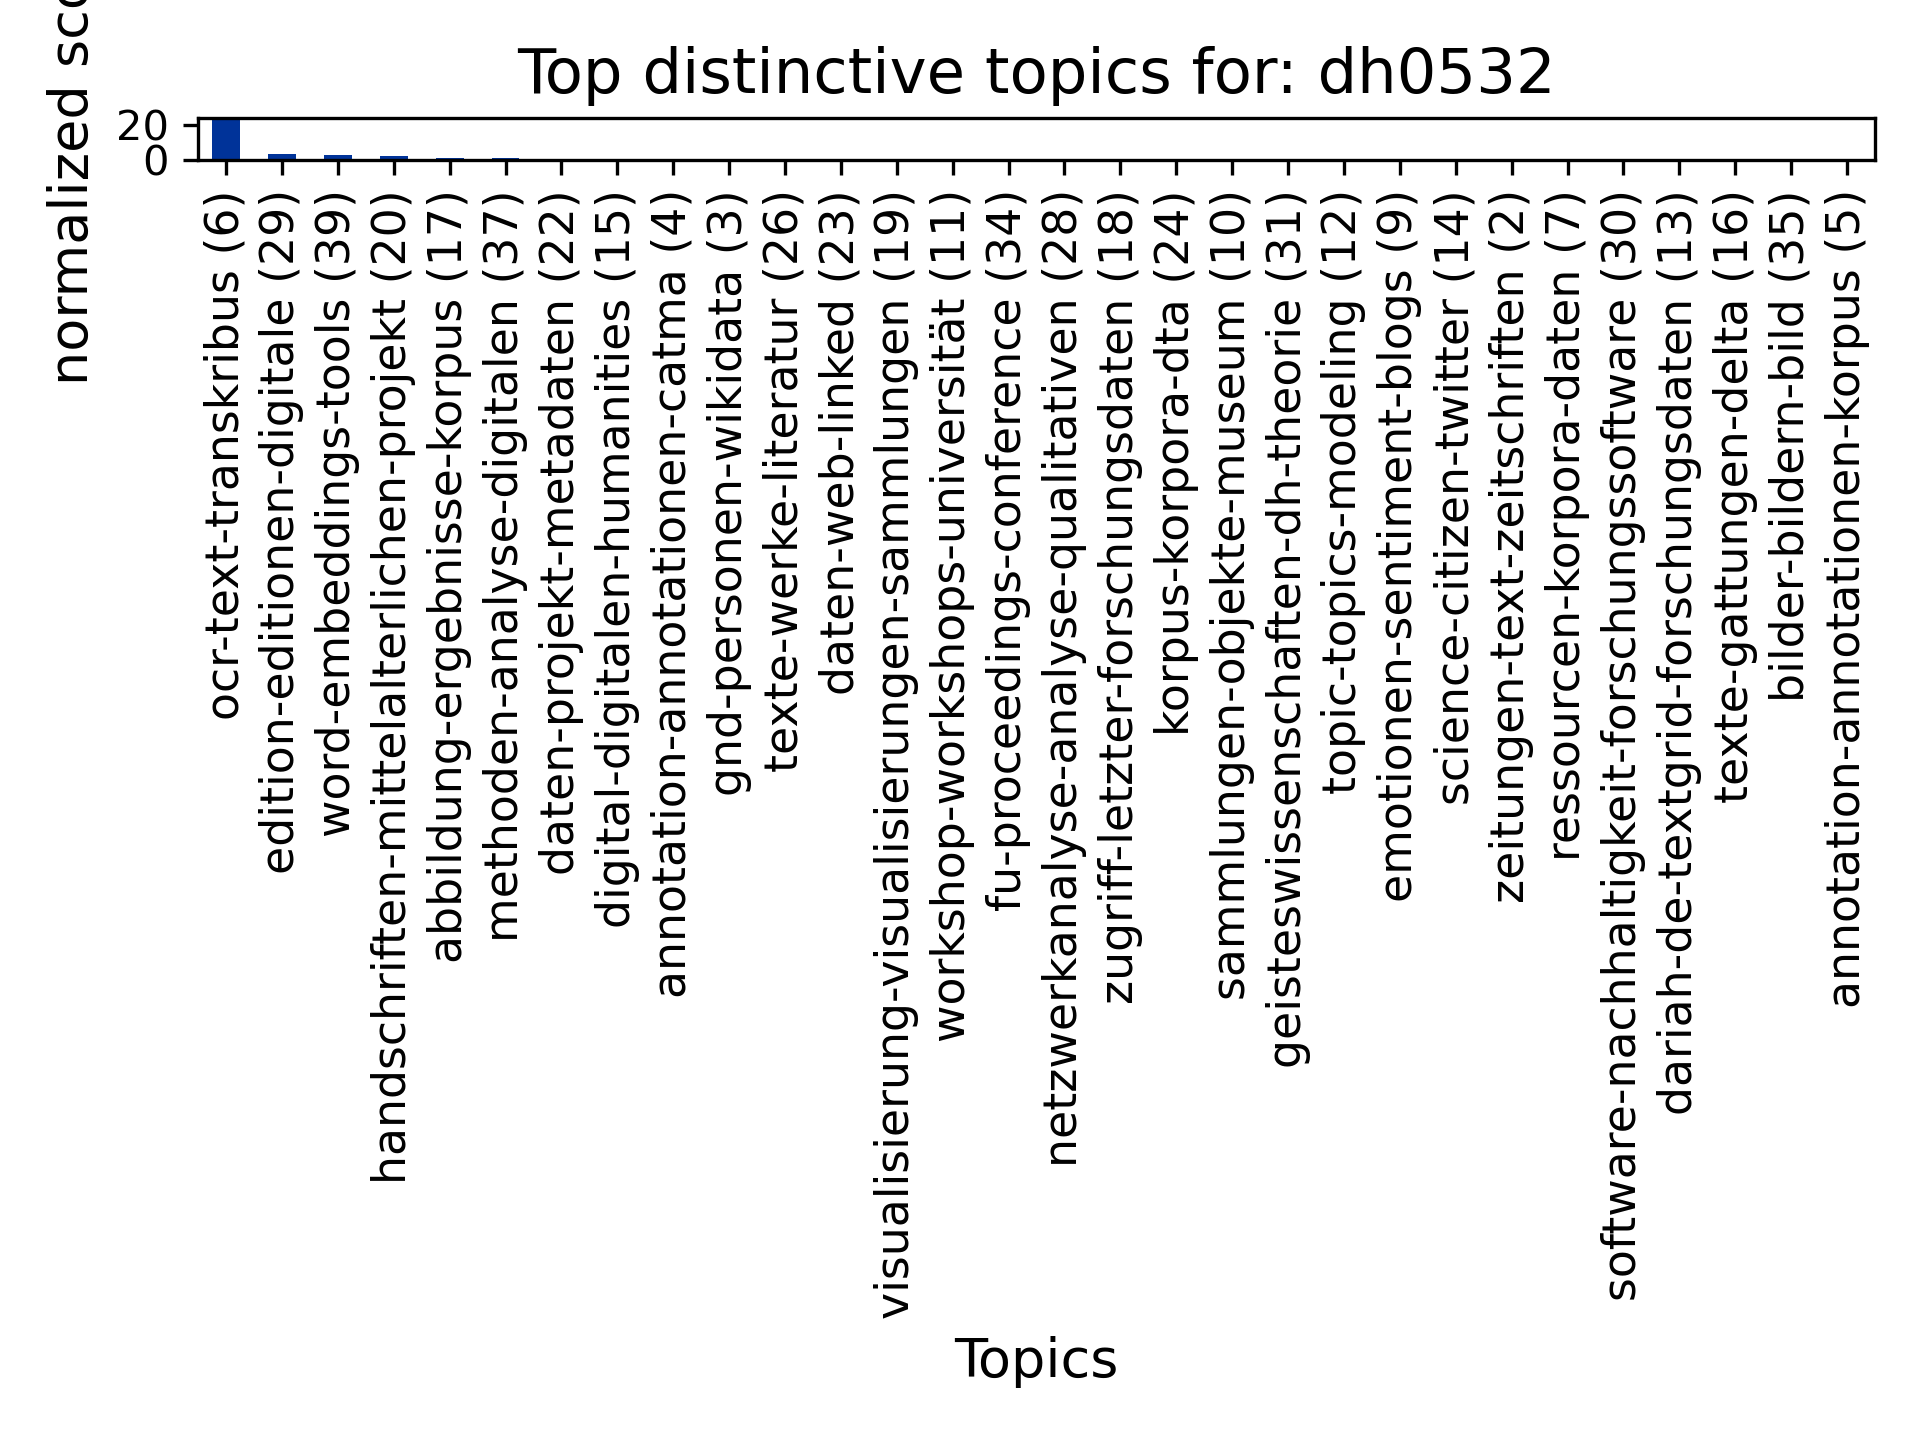 Top distinctive topics for: dh0532
normalized sco
20
0
ocr-text-transkribus (6)
edition-editionen-digitale (29)
word-embeddings-tools (39)
handschriften-mittelalterlichen-projekt (20)
abbildung-ergebnisse-korpus (17)
methoden-analyse-digitalen (37)
daten-projekt-metadaten (22)
digital-digitalen-humanities (15)
annotation-annotationen-catma (4)
gnd-personen-wikidata (3)
texte-werke-literatur (26)
daten-web-linked (23)
visualisierung-visualisierungen-sammlungen (19)
workshop-workshops-universität (11)
fu-proceedings-conference (34)
netzwerkanalyse-analyse-qualitativen (28)
zugriff-letzter-forschungsdaten (18)
korpus-korpora-dta (24)
sammlungen-objekte-museum (10)
geisteswissenschaften-dh-theorie (31)
topic-topics-modeling (12)
emotionen-sentiment-blogs (9)
science-citizen-twitter (14)
zeitungen-text-zeitschriften (2)
ressourcen-korpora-daten (7)
software-nachhaltigkeit-forschungssoftware (30)
dariah-de-textgrid-forschungsdaten (13)
texte-gattungen-delta (16)
bilder-bildern-bild (35)
annotation-annotationen-korpus (5)
Topics